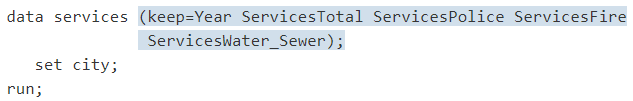 data services (keep=Year ServicesTotal ServicesPolice ServicesFire
ServicesWater_Sewer);
set city;
run;